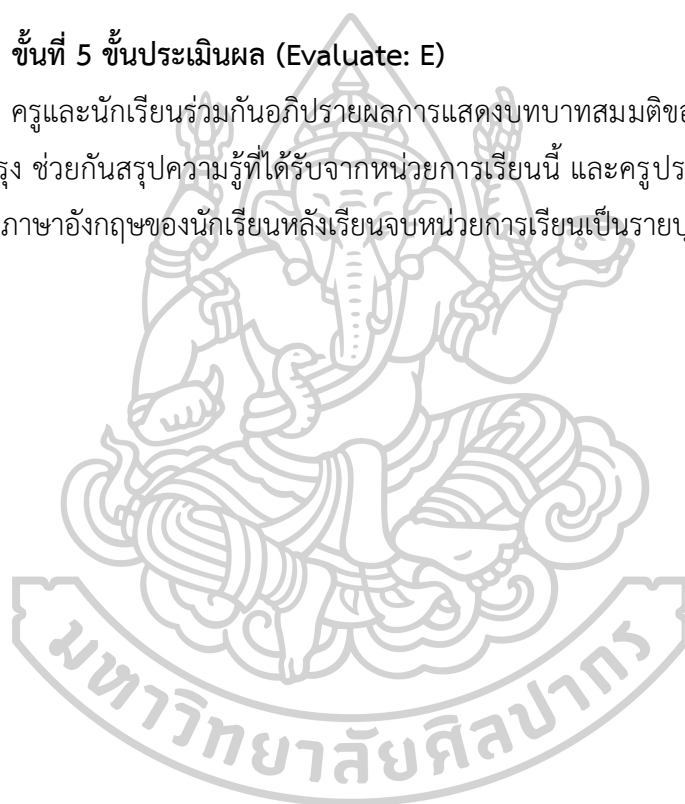 ขั้นที่ 5 ขั้นประเมินผล (Evaluate: E)
ครูและนักเรียนร่วมกันอภิปรายผลการแสดงบทบาทสมมติขอ
รุง ช่วยกันสรุปความรู้ที่ได้รับจากหน่วยการเรียนนี้ และครูประ
ภาษาอังกฤษของนักเรียนหลังเรียนจบหน่วยการเรียนเป็นรายบุ
มหาวิทยาลัยศิลปากร